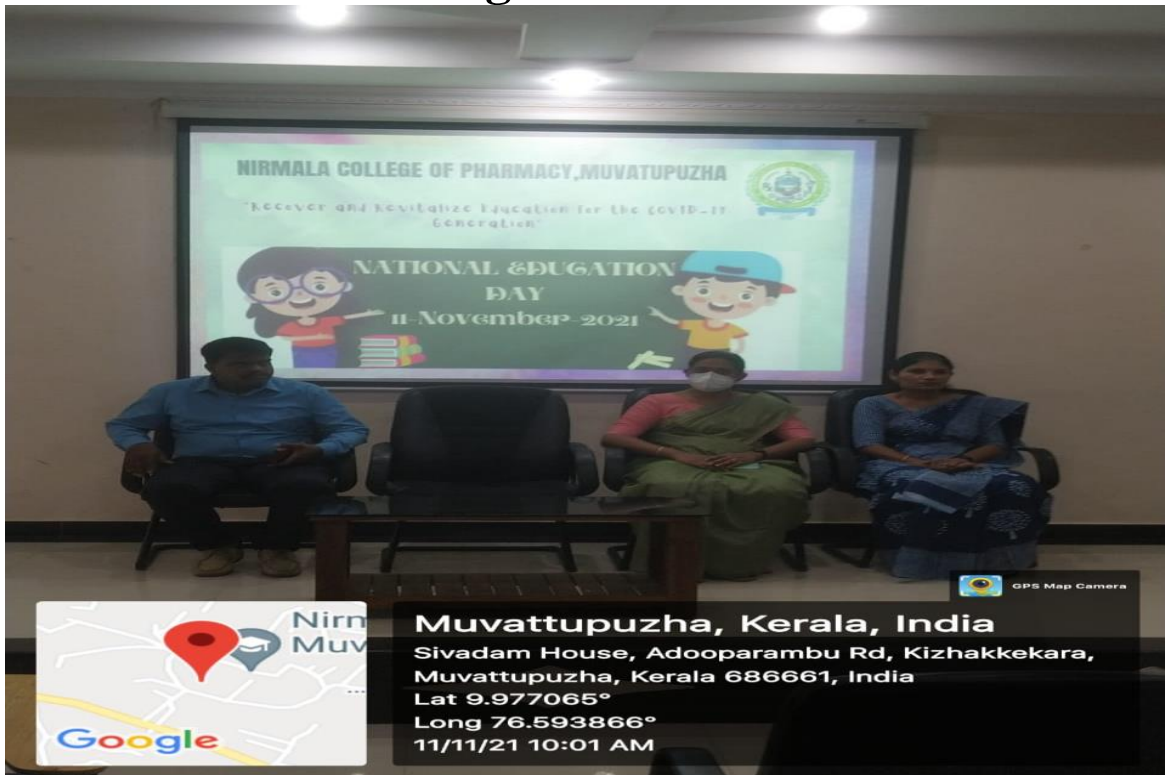 NIRMALA COLLEGE OF PHARMACY,MUVATUPUZHA
"Recover and Revitalize Education for the COVID-19
Generation"
NATIONAL EDUCATION
DAY
11-November-2021
GPS Map Camera
Nirm
Muv
Google
Muvattupuzha, Kerala, India
Sivadam House, Adooparambu Rd, Kizhakkekara,
Muvattupuzha, Kerala 686661, India
Lat 9.977065°
Long 76.593866°
11/11/21 10:01 AM